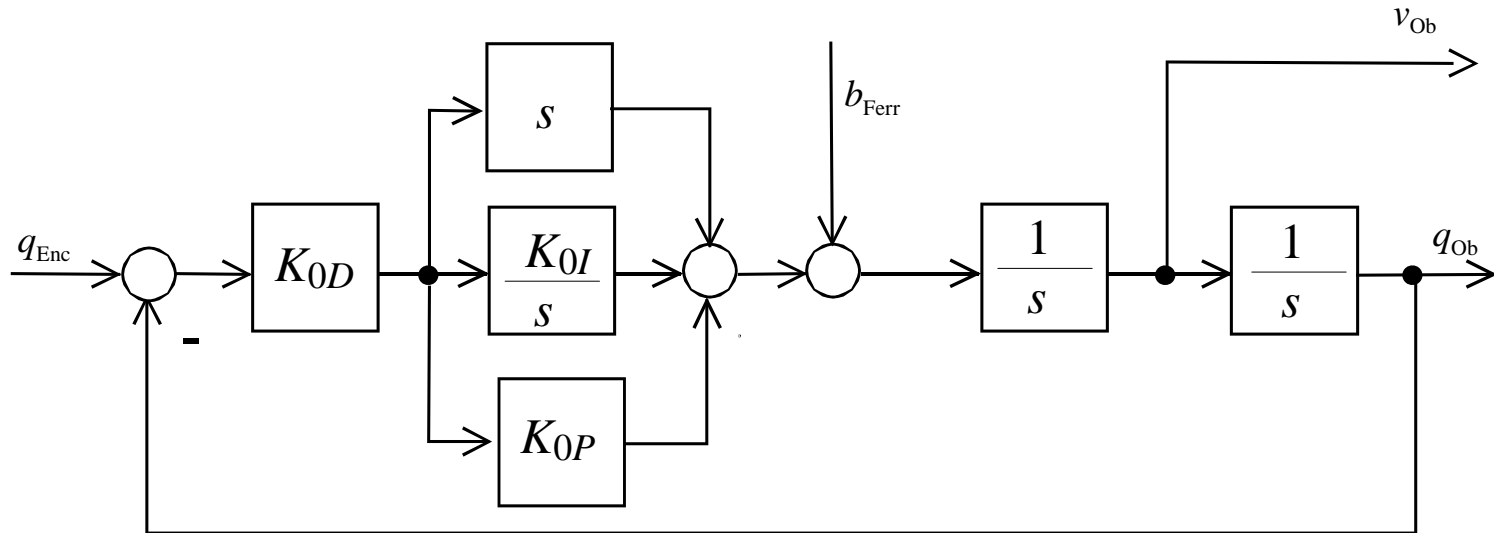 v_Ob
s
b_Ferr
q_Enc
K_0D
K_0I
s
1
s
1
s
q_Ob
-
K_0P